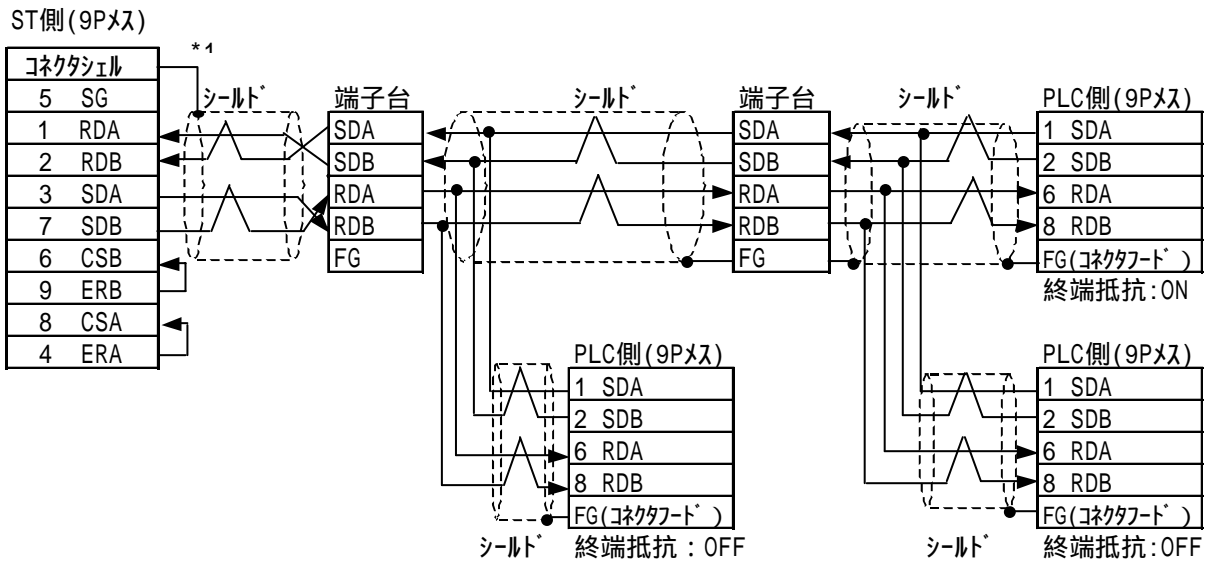 ST側(9Pﾒｽ)
*1
ｺﾈｸﾀｼｪﾙ
5 SG
1 RDA
2 RDB
3 SDA
7 SDB
6 CSB
9 ERB
8 CSA
4 ERA
ｼｰﾙﾄﾞ
端子台
SDA
SDB
RDA
RDB
FG
ｼｰﾙﾄﾞ
端子台
SDA
SDB
RDA
RDB
FG
ｼｰﾙﾄﾞ
PLC側(9Pﾒｽ)
1 SDA
2 SDB
6 RDA
8 RDB
FG(ｺﾈｸﾀﾌｰﾄﾞ)
終端抵抗:ON
PLC側(9Pﾒｽ)
1 SDA
2 SDB
6 RDA
8 RDB
FG(ｺﾈｸﾀﾌｰﾄﾞ)
ｼｰﾙﾄﾞ
終端抵抗：OFF
PLC側(9Pﾒｽ)
1 SDA
2 SDB
6 RDA
8 RDB
FG(ｺﾈｸﾀﾌｰﾄﾞ)
ｼｰﾙﾄﾞ
終端抵抗:OFF